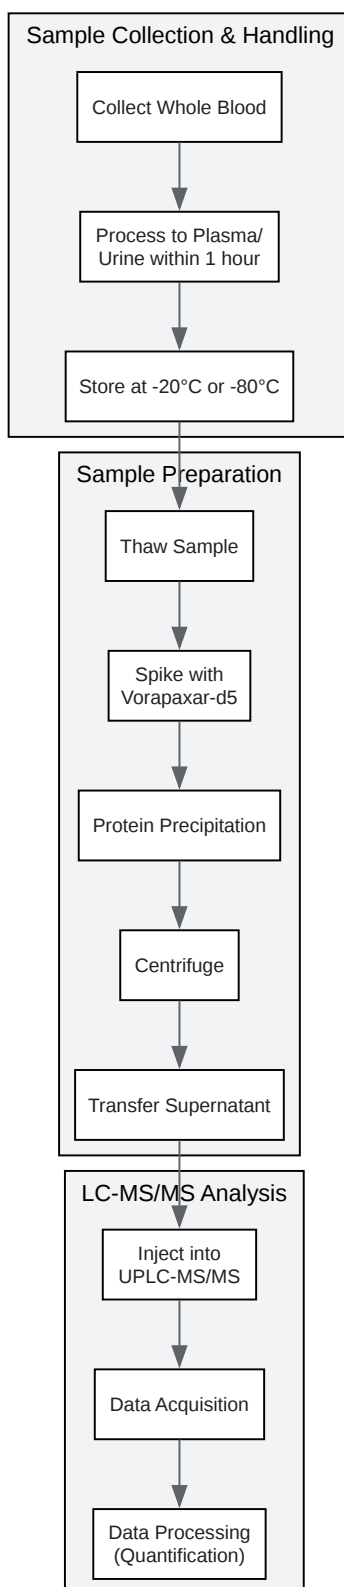 Sample Collection & Handling
Collect Whole Blood
Process to Plasma/
Urine within 1 hour
Store at -20°C or -80°C
Sample Preparation
Thaw Sample
Spike with
Vorapaxar-d5
Protein Precipitation
Centrifuge
Transfer Supernatant
LC-MS/MS Analysis
Inject into
UPLC-MS/MS
Data Acquisition
Data Processing
(Quantification)